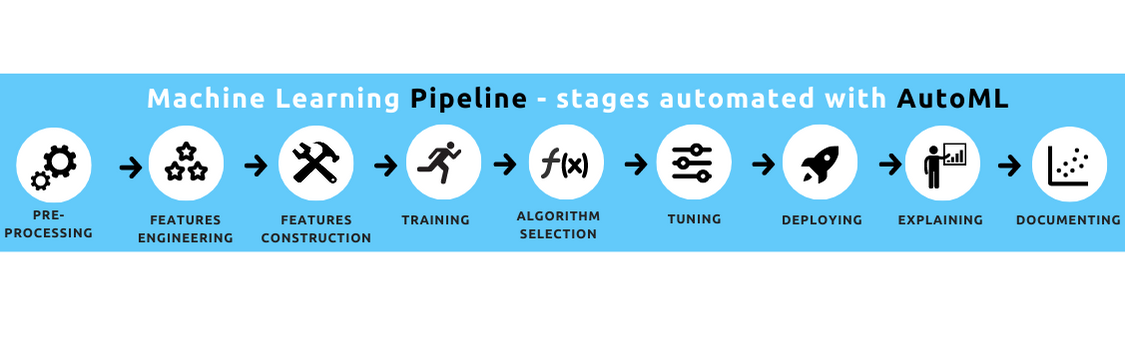 Machine Learning Pipeline - stages automated with AutoML
f(x)
PRE-
PROCESSING
FEATURES
ENGINEERING
FEATURES
CONSTRUCTION
TRAINING
ALGORITHM
SELECTION
TUNING
DEPLOYING
EXPLAINING
DOCUMENTING